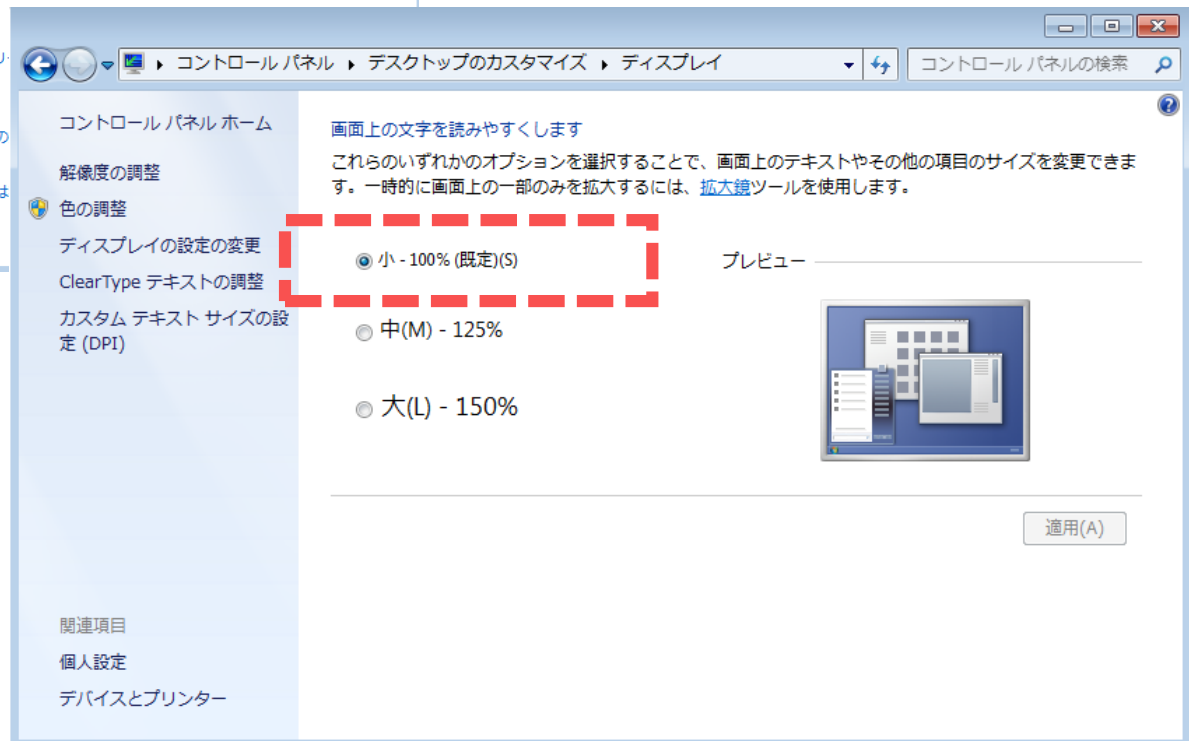 コントロール パネル ▸ デスクトップのカスタマイズ ▸ ディスプレイ
コントロール パネルの検索
コントロール パネル ホーム
解像度の調整
色の調整
ディスプレイの設定の変更
ClearType テキストの調整
カスタム テキスト サイズの設
定 (DPI)
関連項目
個人設定
デバイスとプリンター
画面上の文字を読みやすくします
これらのいずれかのオプションを選択することで、画面上のテキストやその他の項目のサイズを変更できま
す。一時的に画面上の一部のみを拡大するには、拡大鏡ツールを使用します。
小 - 100% (既定)(S)
中(M) - 125%
大(L) - 150%
プレビュー
適用(A)